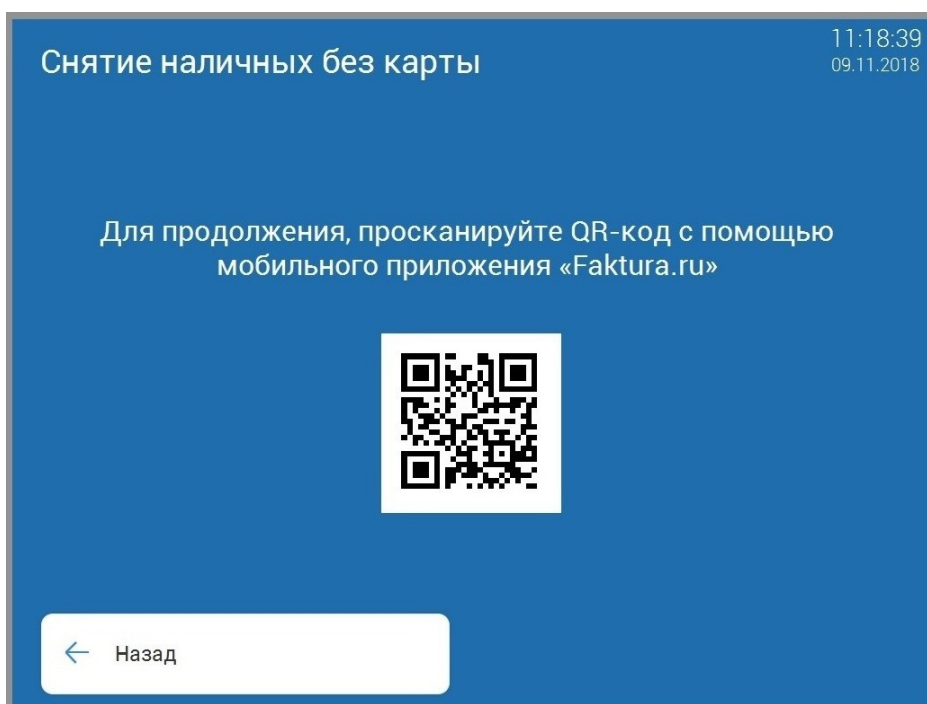 Снятие наличных без карты
11:18:39
09.11.2018
Для продолжения, просканируйте QR-код с помощью
мобильного приложения «Faktura.ru»
Назад